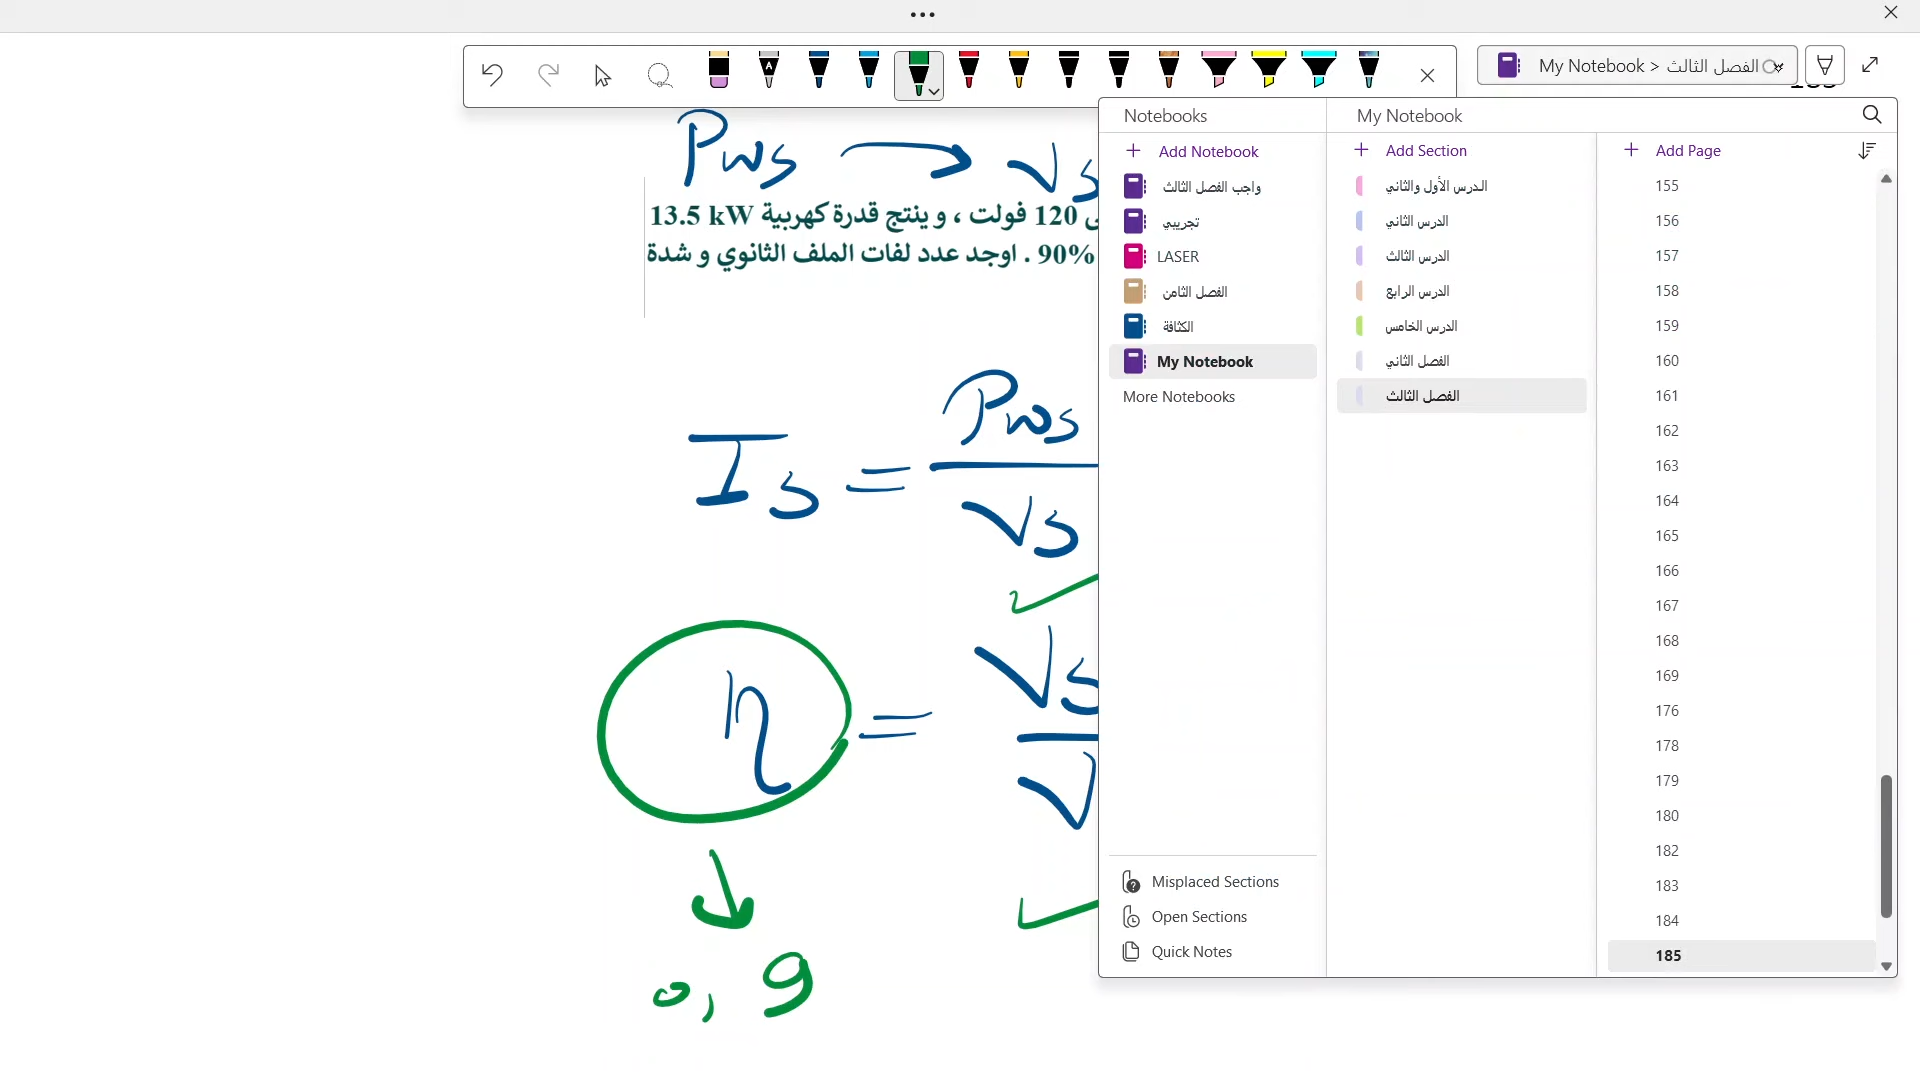 My Notebook > الفصل الثالث
Notebooks
Add Notebook
واجب الفصل الثالث
تجريبي
LASER
الفصل الثامن
الكثافة
My Notebook
More Notebooks
Misplaced Sections
Open Sections
Quick Notes
My Notebook
Add Section
الدرس الأول والثاني
الدرس الثاني
الدرس الثالث
الدرس الرابع
الدرس الخامس
الفصل الثاني
الفصل الثالث
Add Page
155
156
157
158
159
160
161
162
163
164
165
166
167
168
169
176
178
179
180
182
183
184
185
Pws → Vs
120 فولت ، و ينتج قدرة كهربية 13.5 kW
90% . اوجد عدد لفات الملف الثانوي و شدة
Is = Pws
Vs
η = Vs
V
0,9